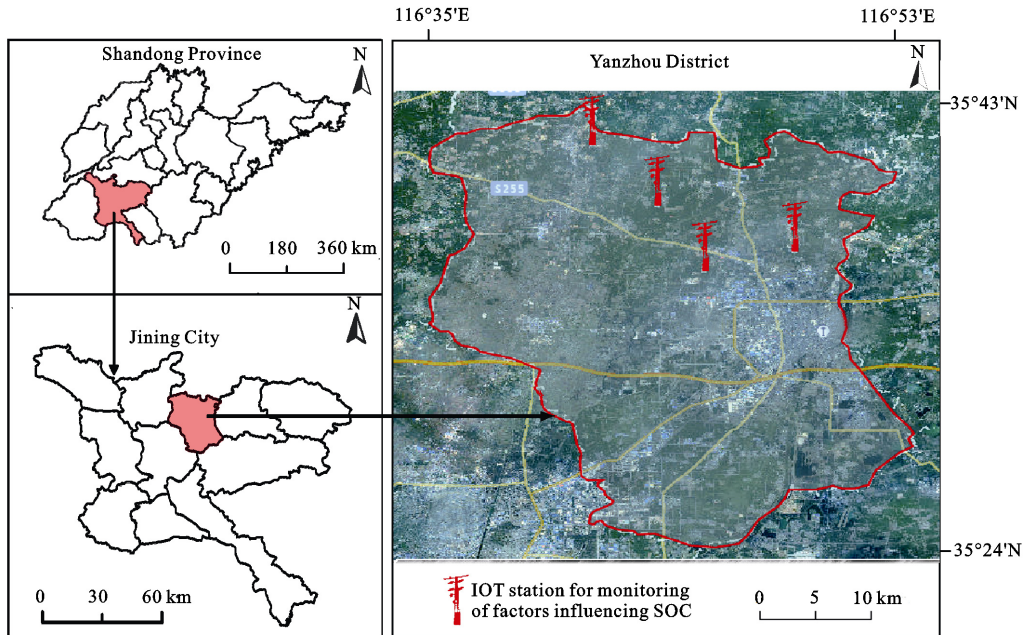 116°35'E
116°53'E
Shandong Province
N
0 180 360 km
Jining City
N
0 30 60 km
Yanzhou District
N
35°43'N
S255
T
35°24'N
IOT station for monitoring
of factors influencing SOC
0 5 10 km